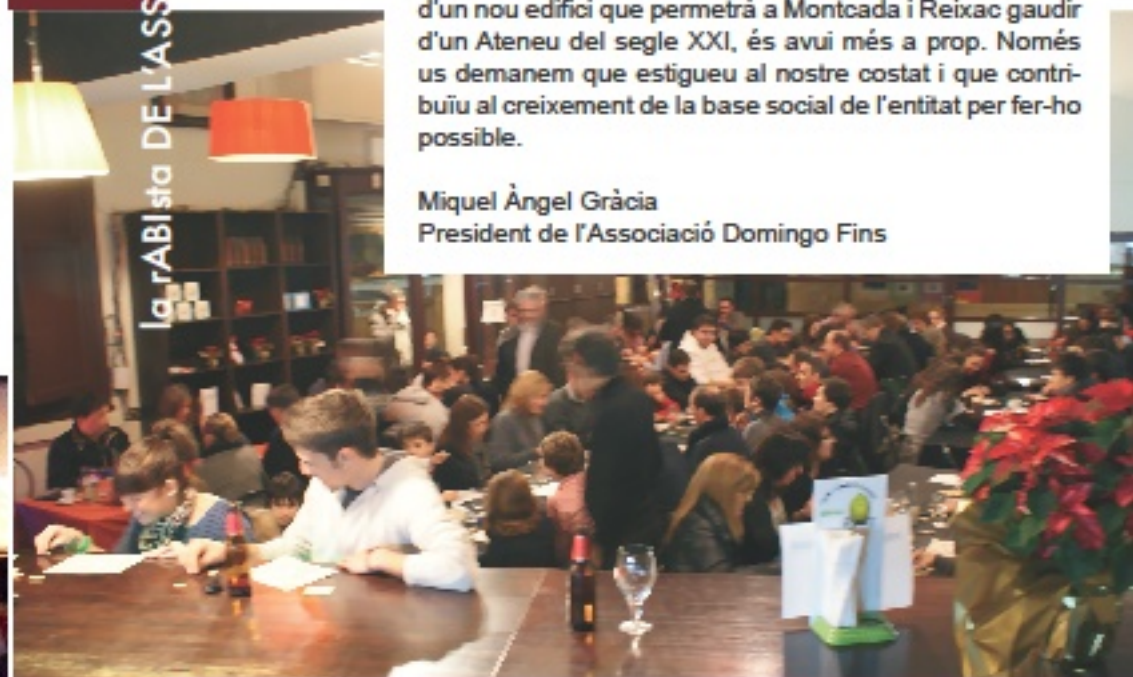 d'un nou edifici que permetrà a Montcada i Reixac gaudir
d'un Ateneu del segle XXI, és avui més a prop. Només
us demanem que estigueu al nostre costat i que contri-
buïu al creixement de la base social de l'entitat per fer-ho
possible.
Miquel Àngel Gràcia
President de l'Associació Domingo Fins
la rABIsta DE L'ASS